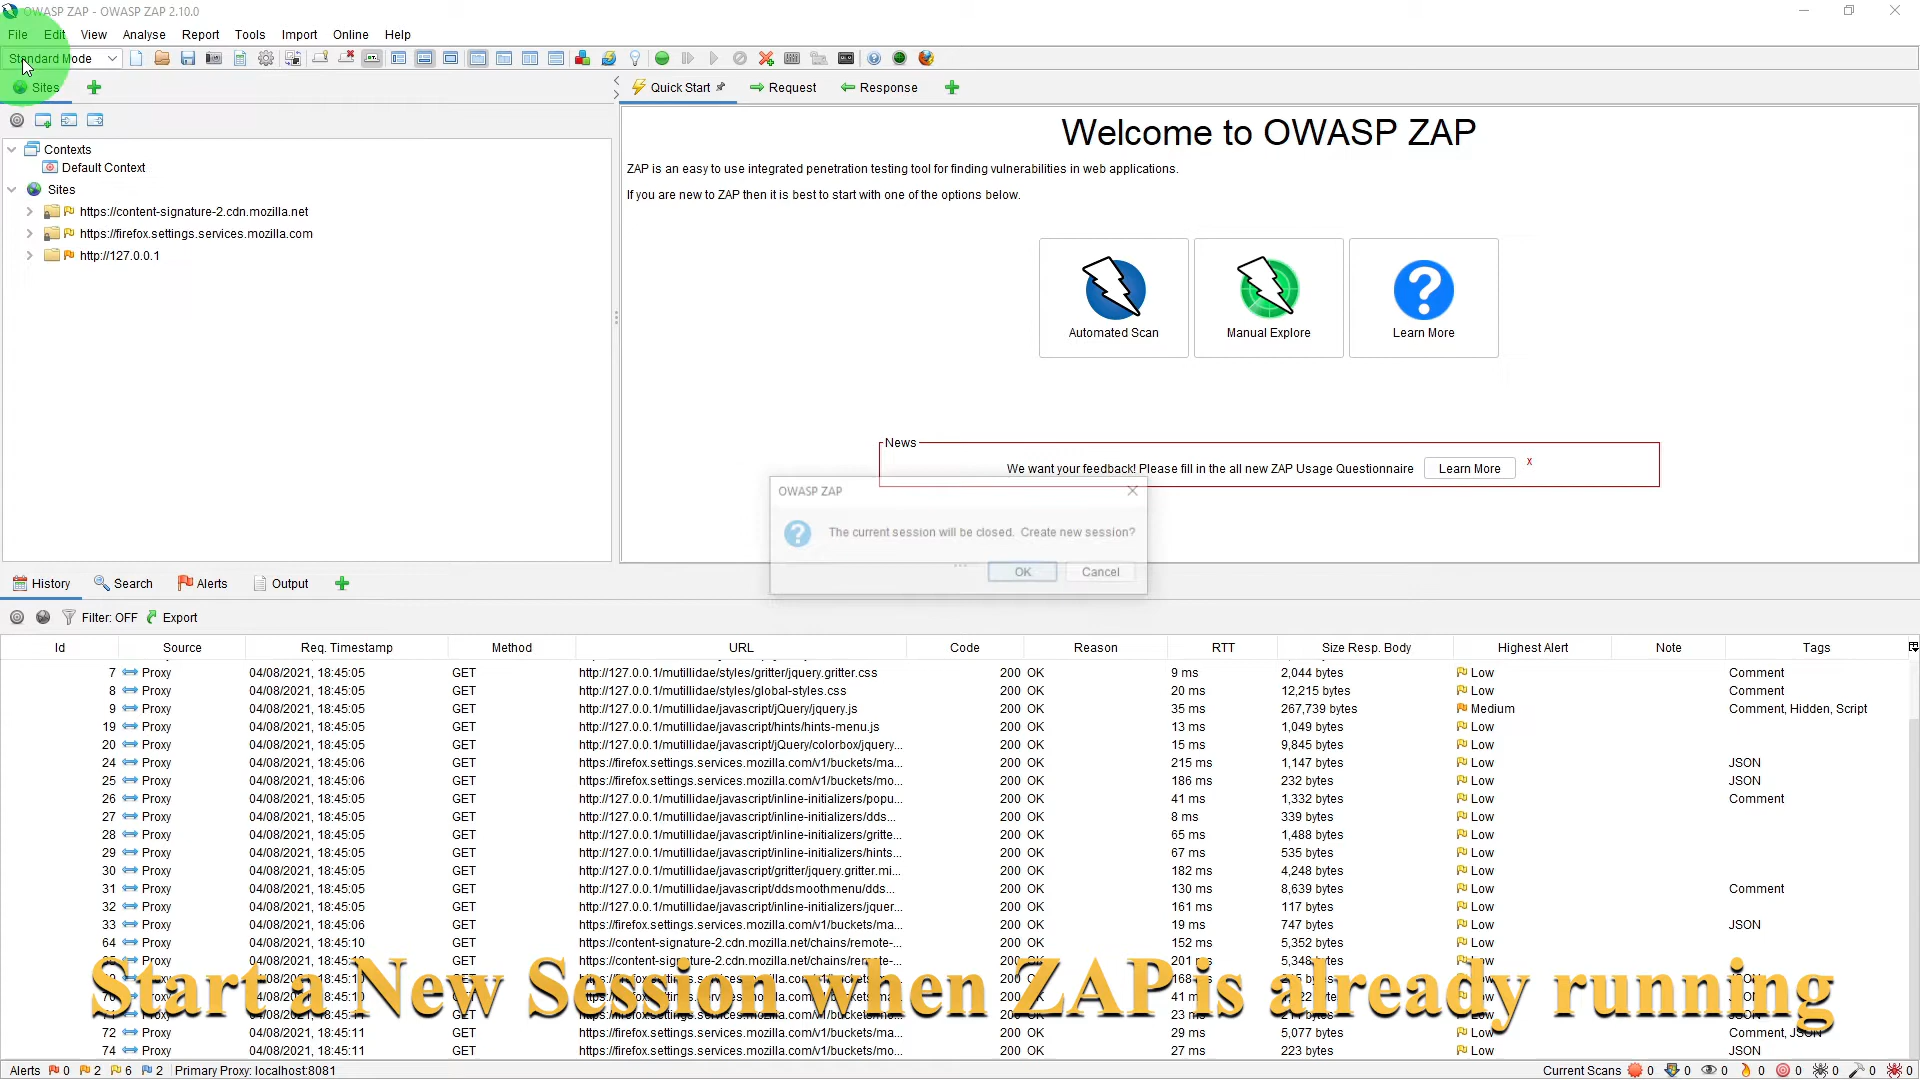 OWASP ZAP - OWASP ZAP 2.10.0
File Edit View Analyse Report Tools Import Online Help
Standard Mode
Sites
Quick Start Request Response
Welcome to OWASP ZAP
Contexts
Default Context
Sites
https://content-signature-2.cdn.mozilla.net
https://firefox.settings.services.mozilla.com
http://127.0.0.1
ZAP is an easy to use integrated penetration testing tool for finding vulnerabilities in web applications.
If you are new to ZAP then it is best to start with one of the options below.
Automated Scan Manual Explore Learn More
News
We want your feedback! Please fill in the all new ZAP Usage Questionnaire Learn More X
OWASP ZAP
The current session will be closed. Create new session?
OK Cancel
History Search Alerts Output
Filter: OFF Export
Id Source Req. Timestamp Method URL Code Reason RTT Size Resp. Body Highest Alert Note Tags
7 Proxy 04/08/2021, 18:45:05 GET http://127.0.0.1/mutillidae/styles/gritter/jquery.gritter.css 200 OK 9 ms 2,044 bytes Low Comment
8 Proxy 04/08/2021, 18:45:05 GET http://127.0.0.1/mutillidae/styles/global-styles.css 200 OK 20 ms 12,215 bytes Low Comment
9 Proxy 04/08/2021, 18:45:05 GET http://127.0.0.1/mutillidae/javascript/jQuery/jquery.js 200 OK 35 ms 267,739 bytes Medium Comment, Hidden, Script
19 Proxy 04/08/2021, 18:45:05 GET http://127.0.0.1/mutillidae/javascript/hints/hints-menu.js 200 OK 13 ms 1,049 bytes Low
20 Proxy 04/08/2021, 18:45:05 GET http://127.0.0.1/mutillidae/javascript/jQuery/colorbox/jquery... 200 OK 15 ms 9,845 bytes Low
24 Proxy 04/08/2021, 18:45:06 GET https://firefox.settings.services.mozilla.com/v1/buckets/ma... 200 OK 215 ms 1,147 bytes Low JSON
25 Proxy 04/08/2021, 18:45:06 GET https://firefox.settings.services.mozilla.com/v1/buckets/mo... 200 OK 186 ms 232 bytes Low JSON
26 Proxy 04/08/2021, 18:45:05 GET http://127.0.0.1/mutillidae/javascript/inline-initializers/popu... 200 OK 41 ms 1,332 bytes Low Comment
27 Proxy 04/08/2021, 18:45:05 GET http://127.0.0.1/mutillidae/javascript/inline-initializers/dds... 200 OK 8 ms 339 bytes Low
28 Proxy 04/08/2021, 18:45:05 GET http://127.0.0.1/mutillidae/javascript/inline-initializers/gritte... 200 OK 65 ms 1,488 bytes Low
29 Proxy 04/08/2021, 18:45:05 GET http://127.0.0.1/mutillidae/javascript/inline-initializers/hints... 200 OK 67 ms 535 bytes Low
30 Proxy 04/08/2021, 18:45:05 GET http://127.0.0.1/mutillidae/javascript/gritter/jquery.gritter.mi... 200 OK 182 ms 4,248 bytes Low
31 Proxy 04/08/2021, 18:45:05 GET http://127.0.0.1/mutillidae/javascript/ddsmoothmenu/dds... 200 OK 130 ms 8,639 bytes Low Comment
32 Proxy 04/08/2021, 18:45:05 GET http://127.0.0.1/mutillidae/javascript/inline-initializers/jquer... 200 OK 161 ms 117 bytes Low
33 Proxy 04/08/2021, 18:45:06 GET https://firefox.settings.services.mozilla.com/v1/buckets/ma... 200 OK 19 ms 747 bytes Low JSON
64 Proxy 04/08/2021, 18:45:10 GET https://content-signature-2.cdn.mozilla.net/chains/remote-... 200 OK 152 ms 5,352 bytes Low
Proxy GET https://content-signature-2.cdn.mozilla.net/chains/remote-... 200 OK 201 ms 5,348 bytes Low
Start a New Session when ZAP is already running
72 Proxy 04/08/2021, 18:45:11 GET https://firefox.settings.services.mozilla.com/v1/buckets/ma... 200 OK 29 ms 5,077 bytes Low Comment, JSON
74 Proxy 04/08/2021, 18:45:11 GET https://firefox.settings.services.mozilla.com/v1/buckets/mo... 200 OK 27 ms 223 bytes Low JSON
Alerts 0 2 6 2 Primary Proxy: localhost:8081 Current Scans 0 0 0 0 0 0 0 0